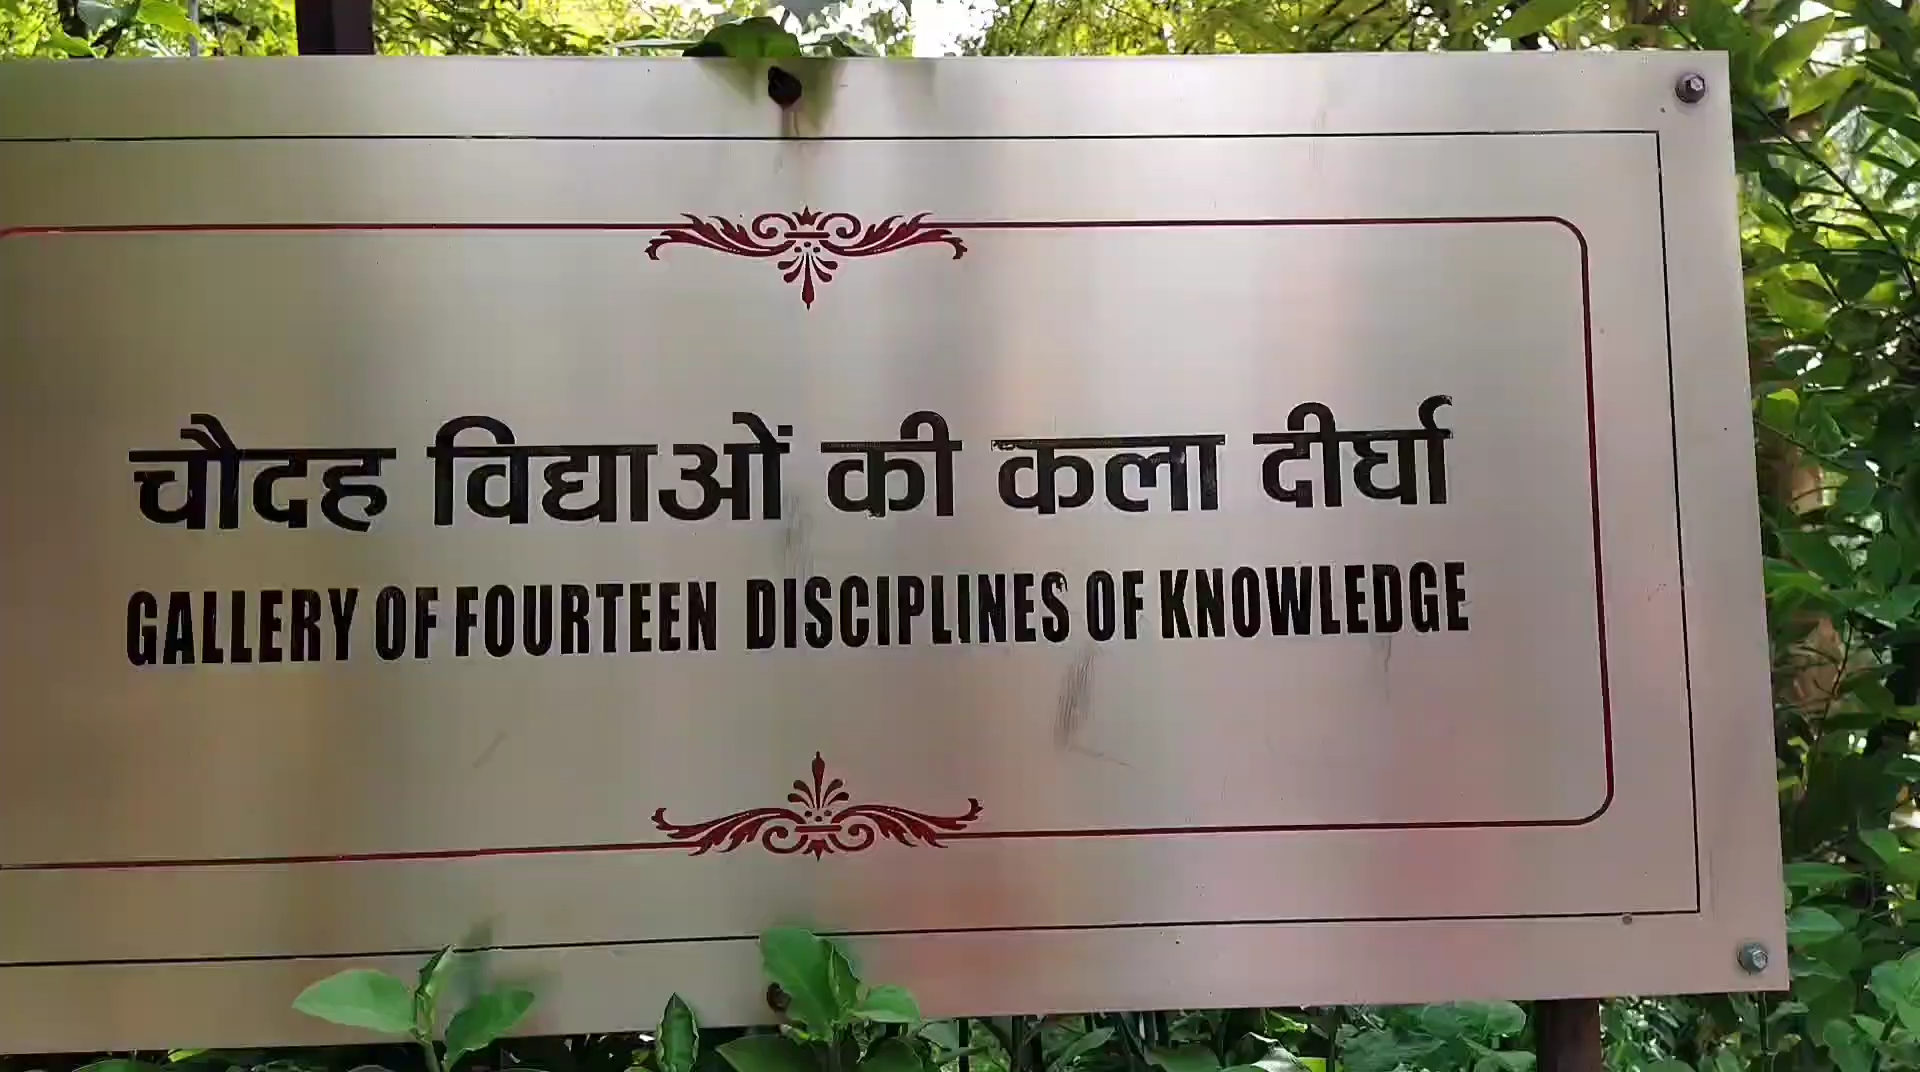 चौदह विद्याओं की कला दीर्घा
GALLERY OF FOURTEEN DISCIPLINES OF KNOWLEDGE